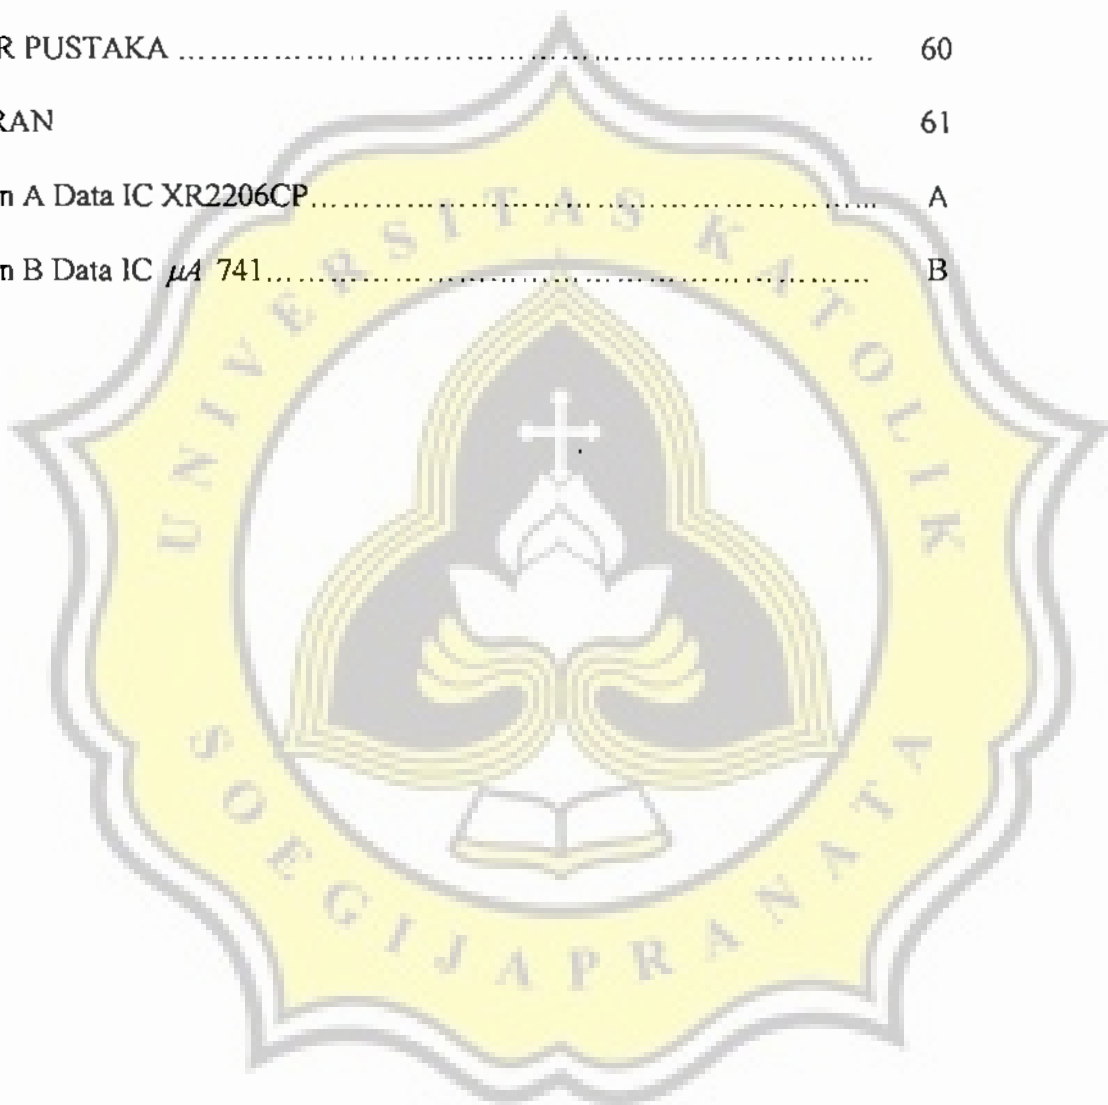 R PUSTAKA ........................................................................ 60
RAN 61
n A Data IC XR2206CP............................................................ A
n B Data IC μA 741................................................................ B
UNIVERSITAS KATOLIK
SOEGIJAPRANATA